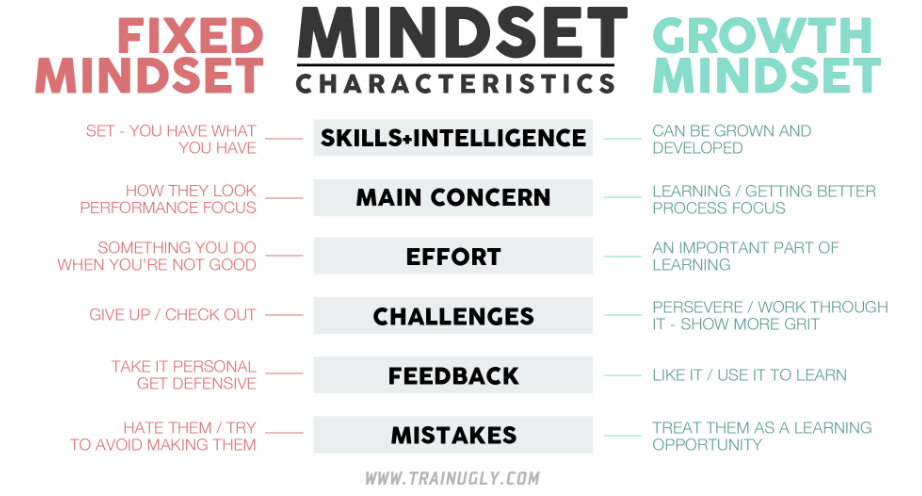 FIXED
MINDSET
MINDSET
CHARACTERISTICS
GROWTH
MINDSET
SET - YOU HAVE WHAT
YOU HAVE
SKILLS+INTELLIGENCE
CAN BE GROWN AND
DEVELOPED
HOW THEY LOOK
PERFORMANCE FOCUS
MAIN CONCERN
LEARNING / GETTING BETTER
PROCESS FOCUS
SOMETHING YOU DO
WHEN YOU'RE NOT GOOD
EFFORT
AN IMPORTANT PART OF
LEARNING
GIVE UP / CHECK OUT
CHALLENGES
PERSEVERE / WORK THROUGH
IT - SHOW MORE GRIT
TAKE IT PERSONAL
GET DEFENSIVE
FEEDBACK
LIKE IT / USE IT TO LEARN
HATE THEM / TRY
TO AVOID MAKING THEM
MISTAKES
TREAT THEM AS A LEARNING
OPPORTUNITY
WWW.TRAINUGLY.COM